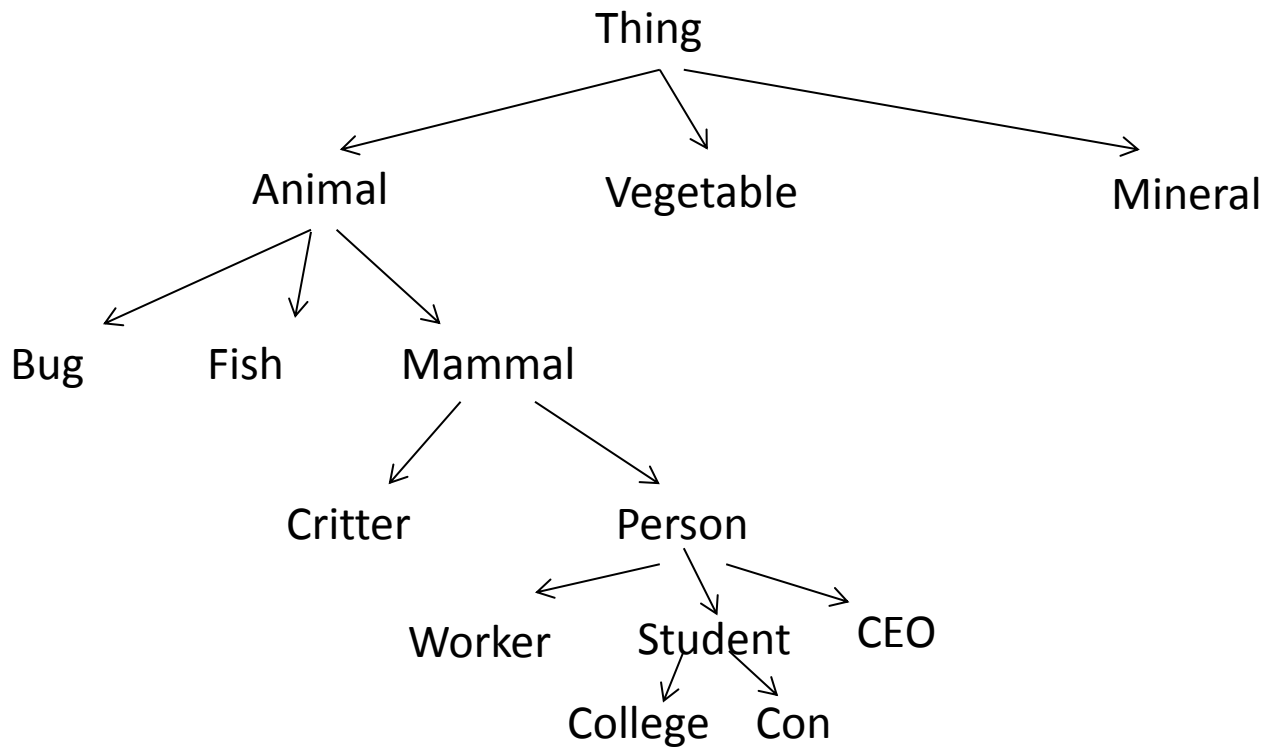 Thing
Animal Vegetable Mineral
Bug Fish Mammal
Critter Person
Worker Student CEO
College Con